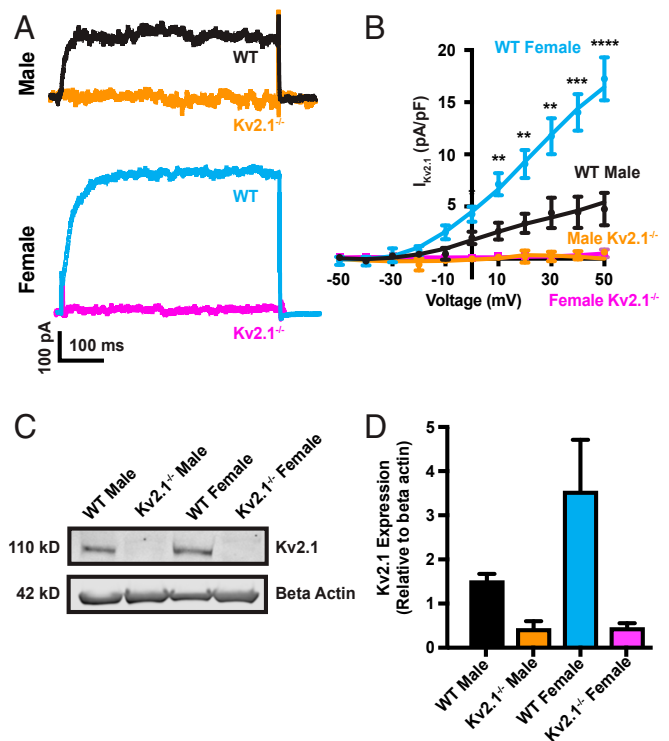 A
Male
WT
Kv2.1-/-
Female
WT
Kv2.1-/-
100 pA
100 ms
B
WT Female
20
15
10
5
I Kv2.1 (pA/pF)
**
**
**
***
****
WT Male
Male Kv2.1-/-
-50 -30 -10 10 30 50
Voltage (mV)
Female Kv2.1-/-
C
WT Male
Kv2.1-/- Male
WT Female
Kv2.1-/- Female
110 kD
Kv2.1
42 kD
Beta Actin
D
Kv2.1 Expression
(Relative to beta actin)
5
4
3
2
1
0
WT Male
Kv2.1-/- Male
WT Female
Kv2.1-/- Female